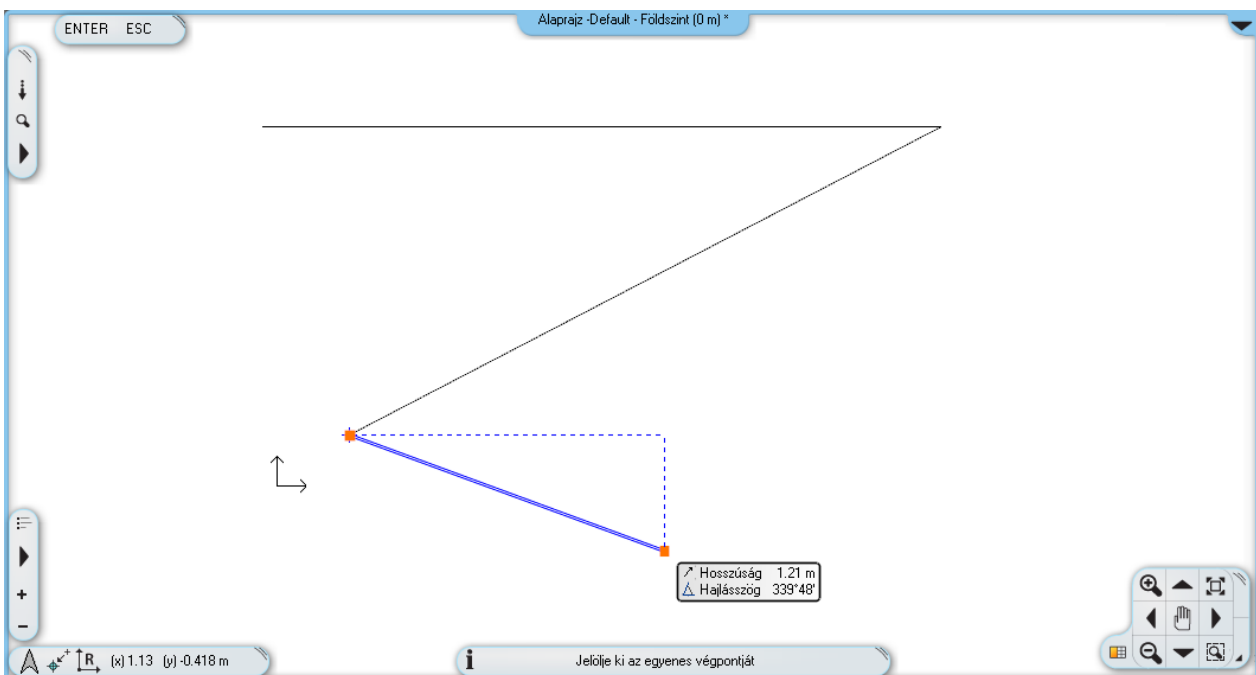 ENTER ESC
Alaprajz -Default - Földszint (0 m) *
Hosszúság 1.21 m
Hajlásszög 339°48'
R (x) 1.13 (y) -0.418 m
i Jelölje ki az egyenes végpontját